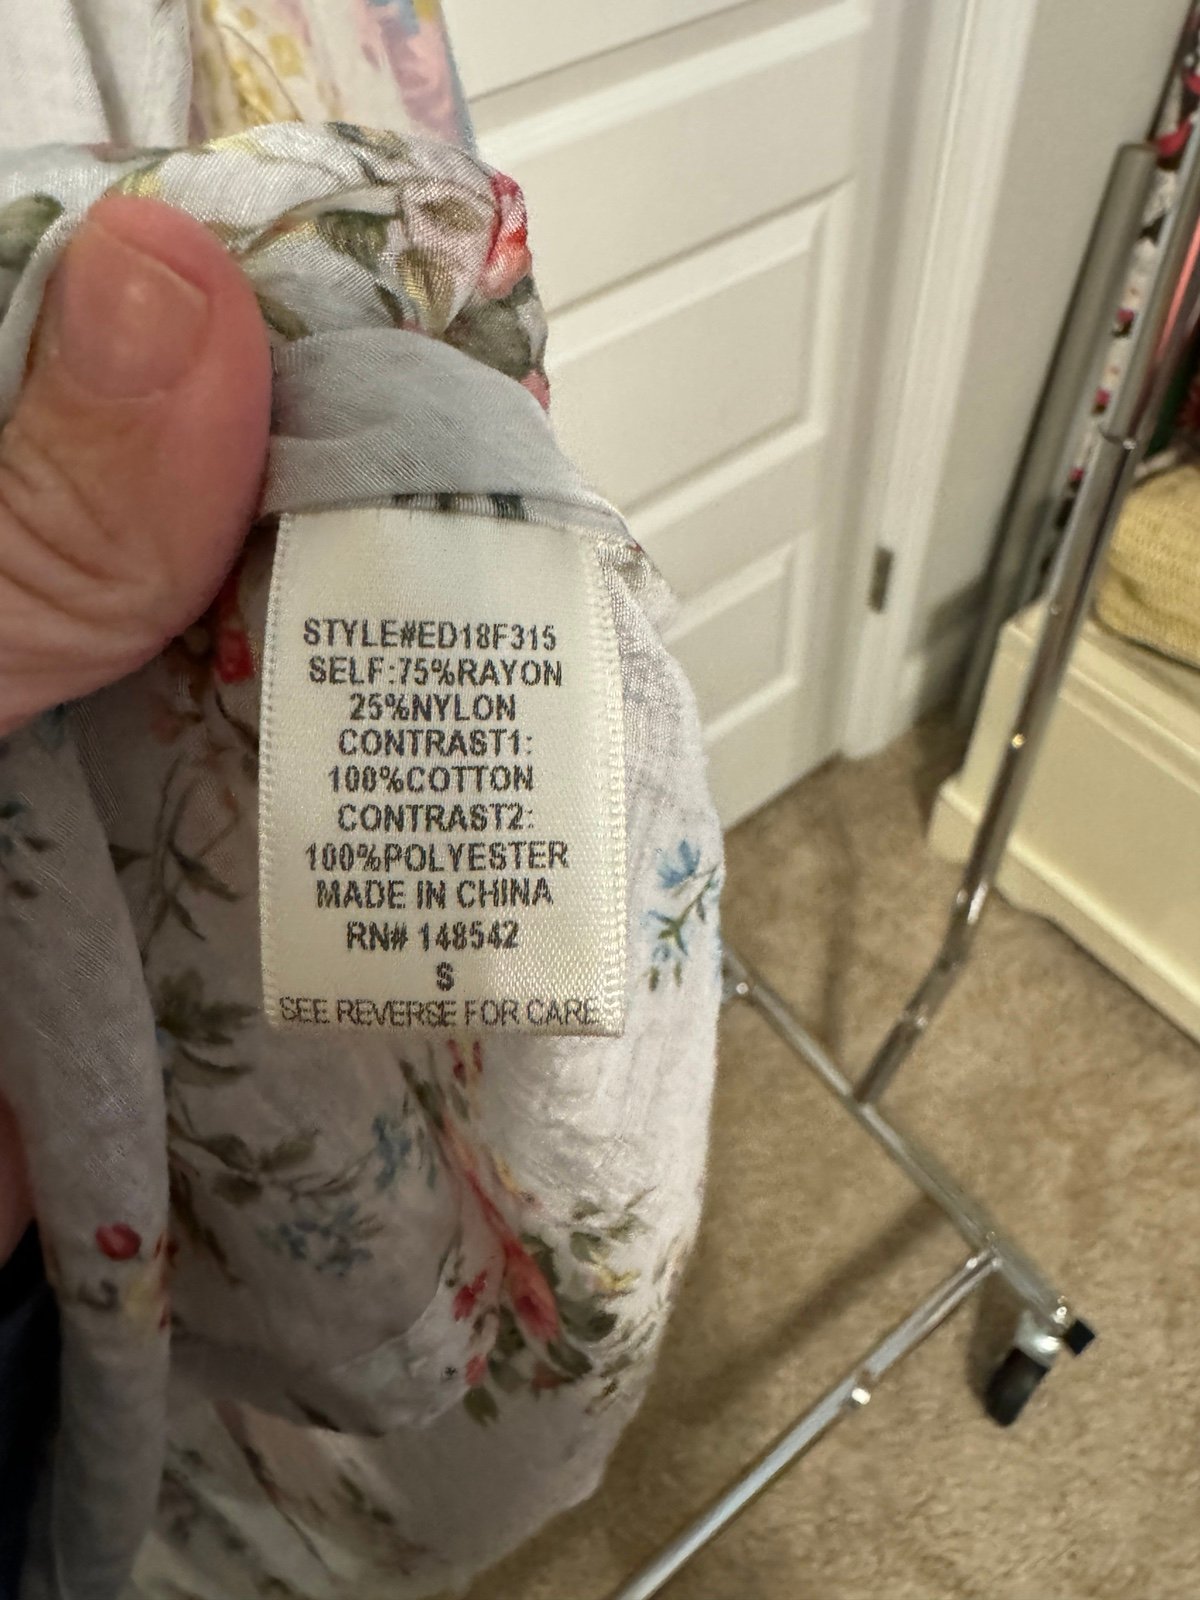 STYLE#ED18F315
SELF:75%RAYON
25%NYLON
CONTRAST1:
100%COTTON
CONTRAST2:
100%POLYESTER
MADE IN CHINA
RN# 148542
S
SEE REVERSE FOR CARE